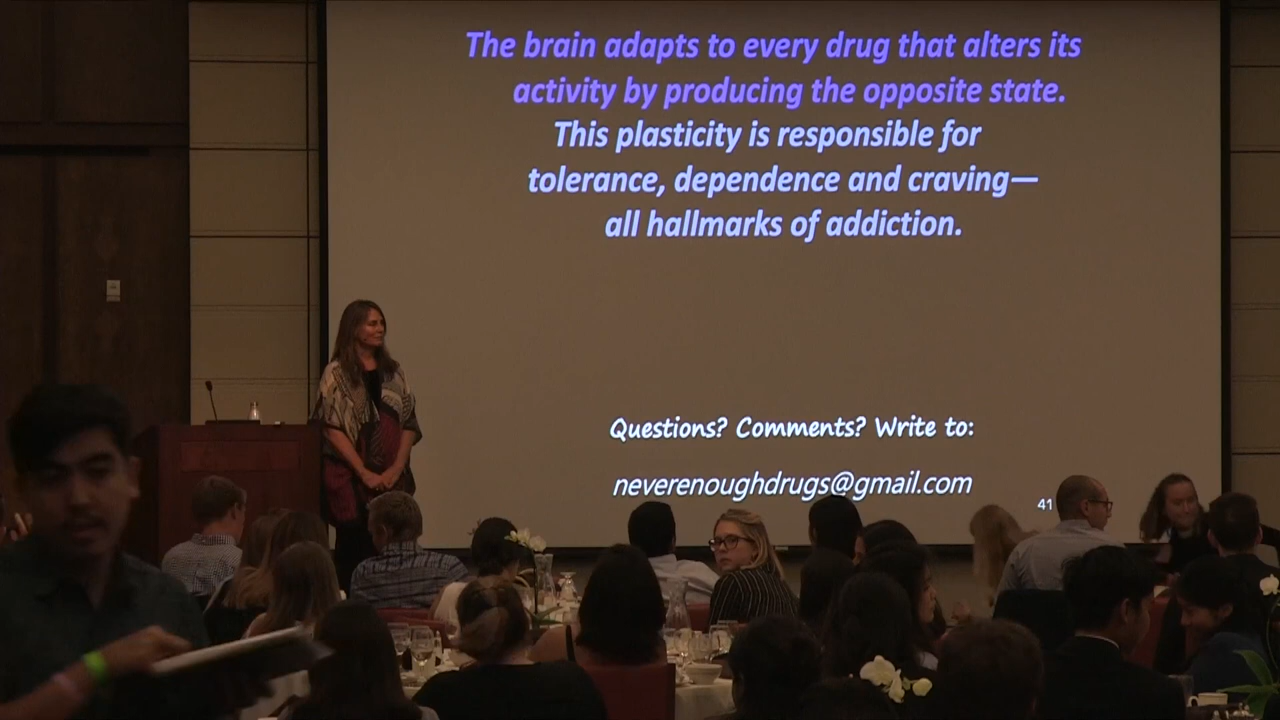 The brain adapts to every drug that alters its
activity by producing the opposite state.
This plasticity is responsible for
tolerance, dependence and craving—
all hallmarks of addiction.
Questions? Comments? Write to:
neverenoughdrugs@gmail.com
41